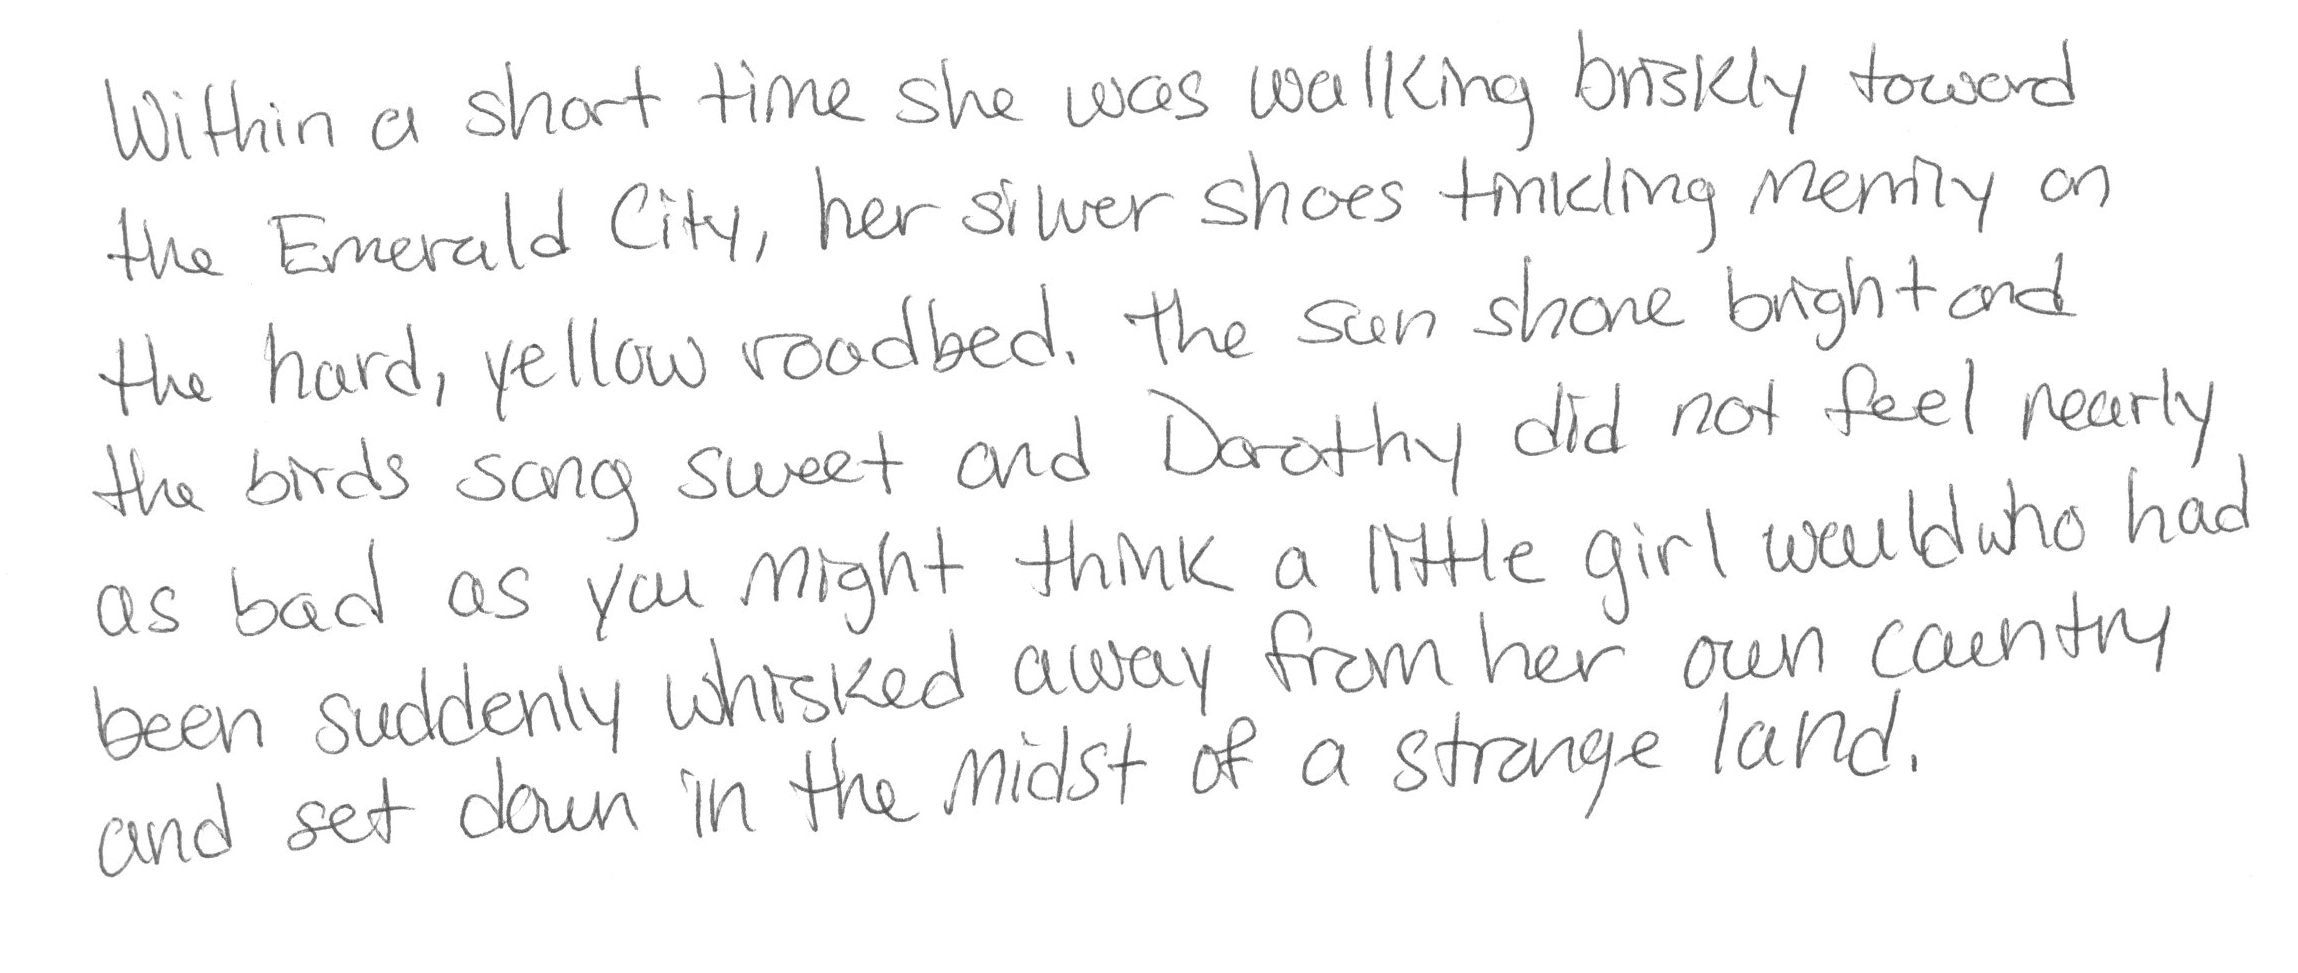 Within a short time she was walking briskly toward
the Emerald City, her silver shoes tinkling merrily on
the hard, yellow roadbed. The sun shone bright and
the birds sang sweet and Dorothy did not feel nearly
as bad as you might think a little girl would who had
been suddenly whisked away from her own country
and set down in the midst of a strange land.